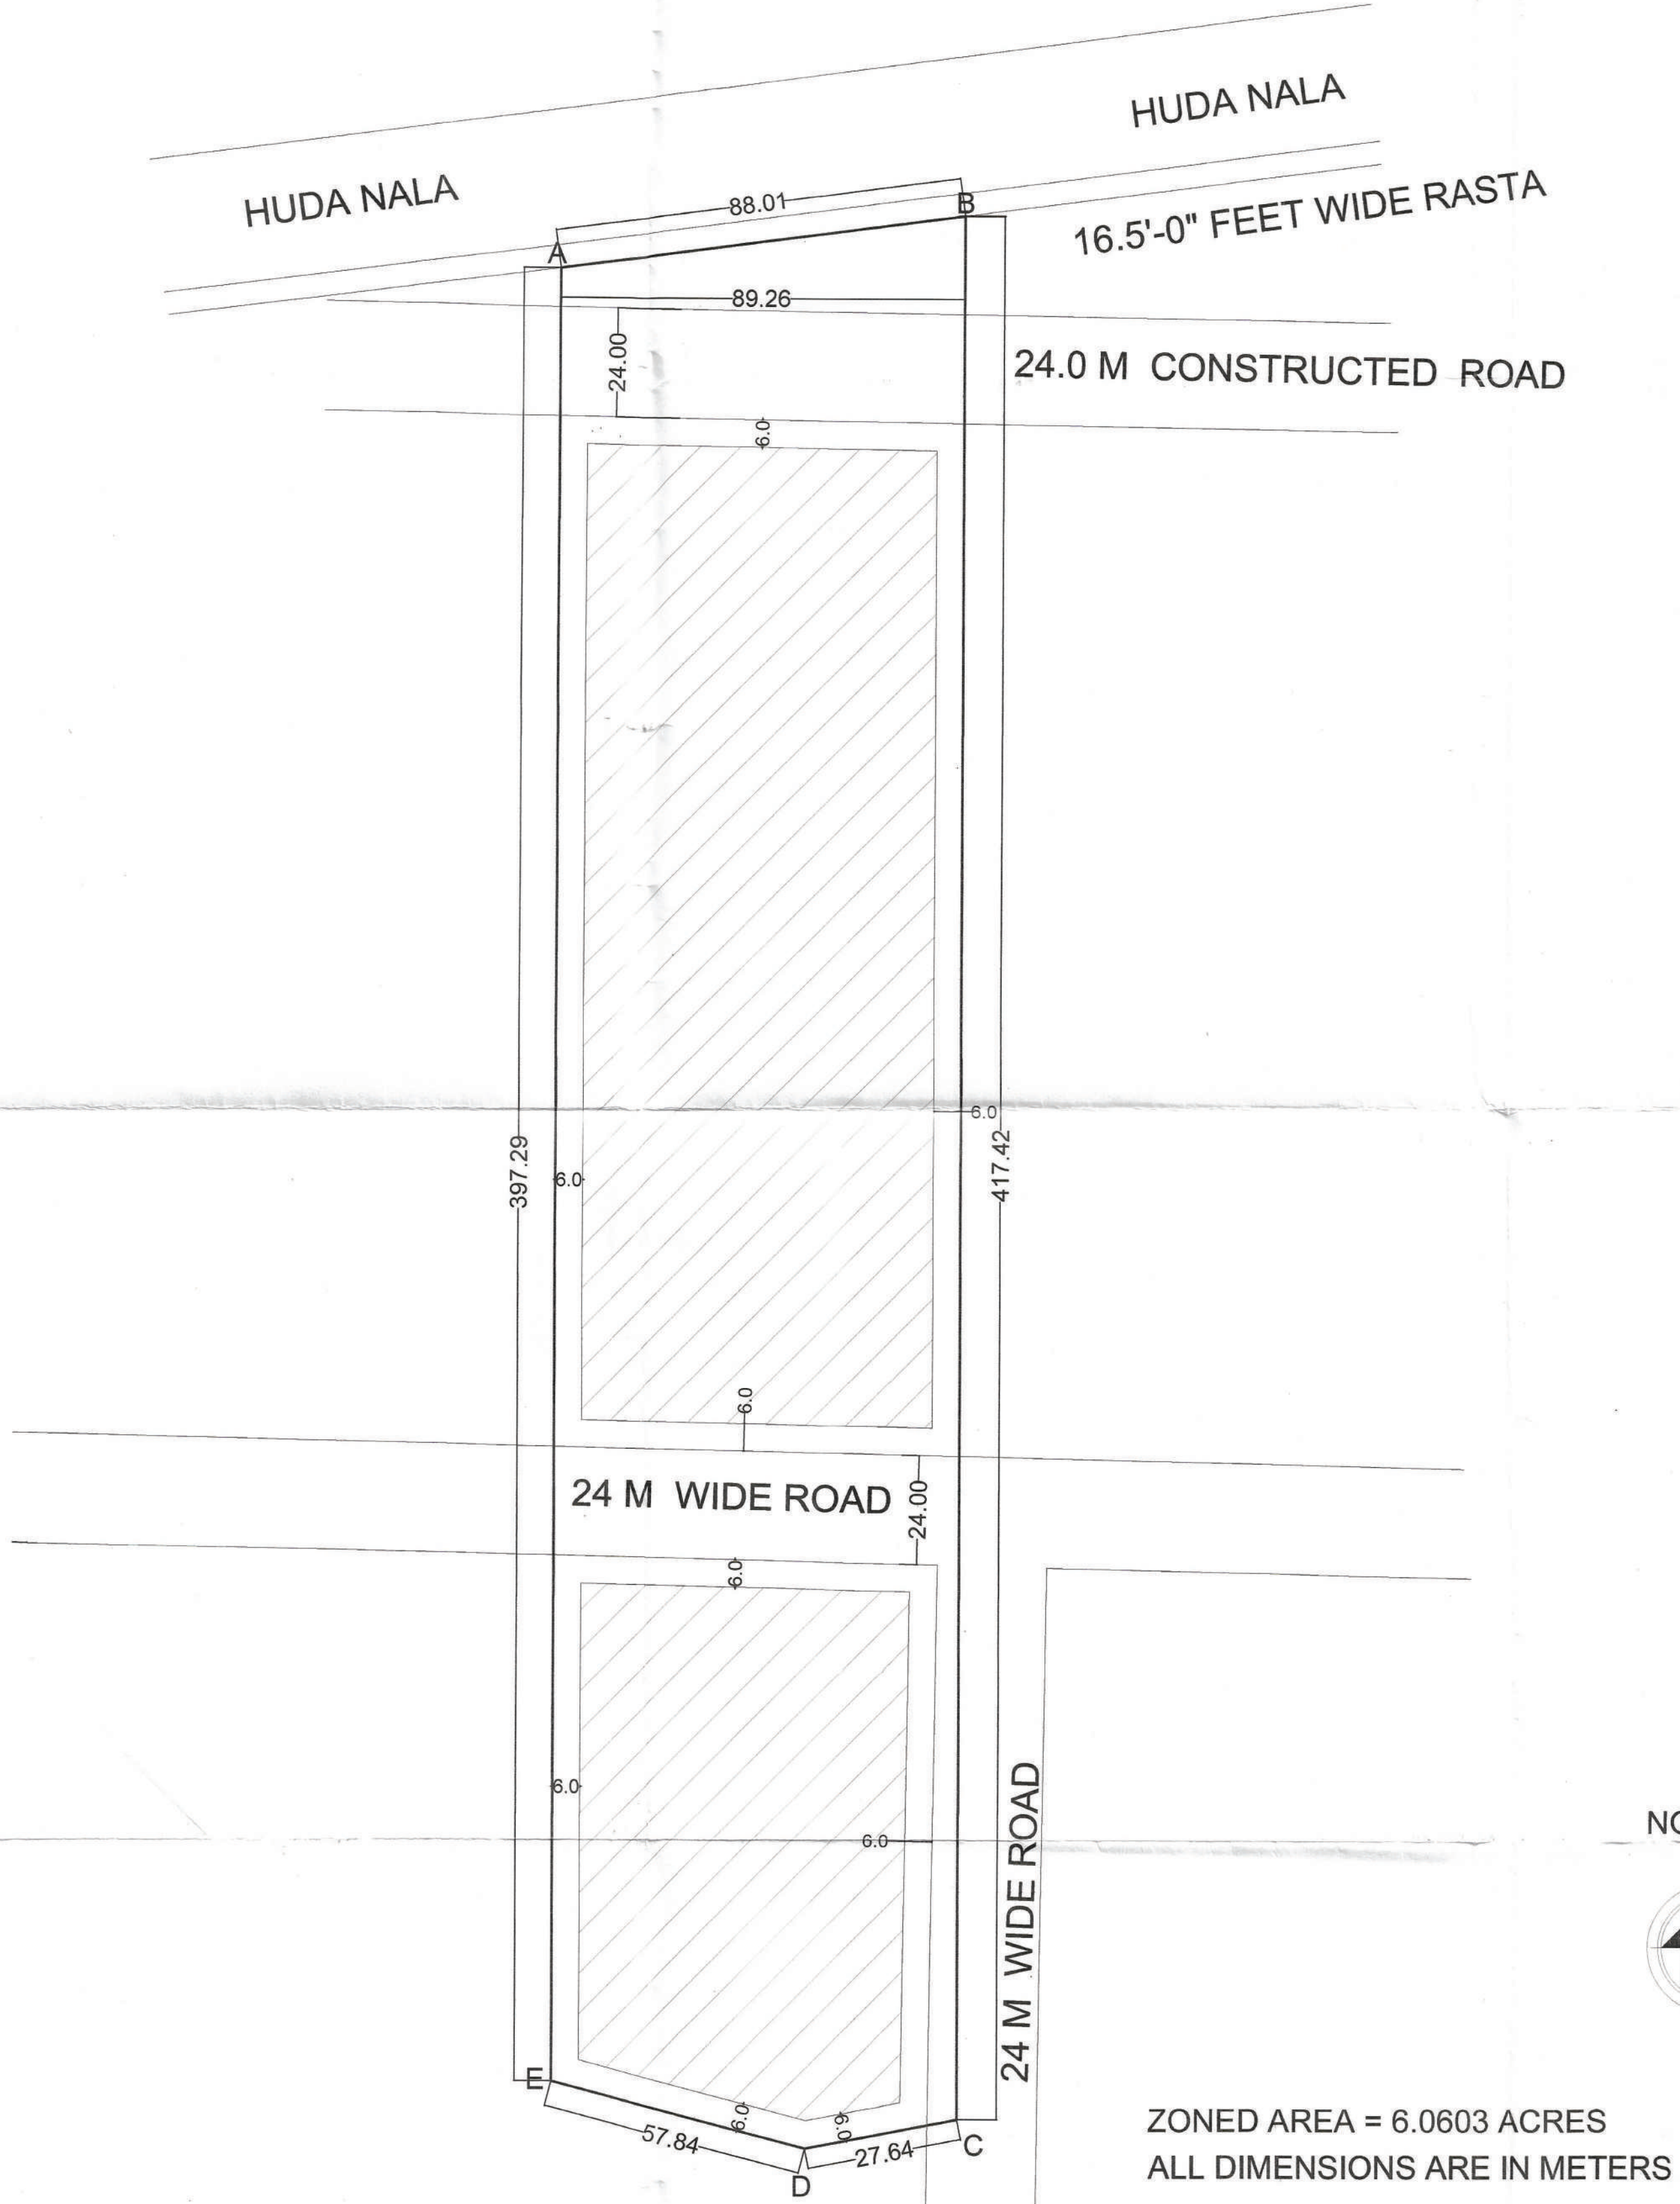 HUDA NALA
HUDA NALA
88.01
B
16.5'-0" FEET WIDE RASTA
A
89.26
24.00
24.0 M CONSTRUCTED ROAD
6.0
6.0
397.29
417.42
6.0
6.0
24 M WIDE ROAD
24.00
6.0
6.0
6.0
24 M WIDE ROAD
E
6.0
6.0
57.84
27.64
C
D
ZONED AREA = 6.0603 ACRES
ALL DIMENSIONS ARE IN METERS